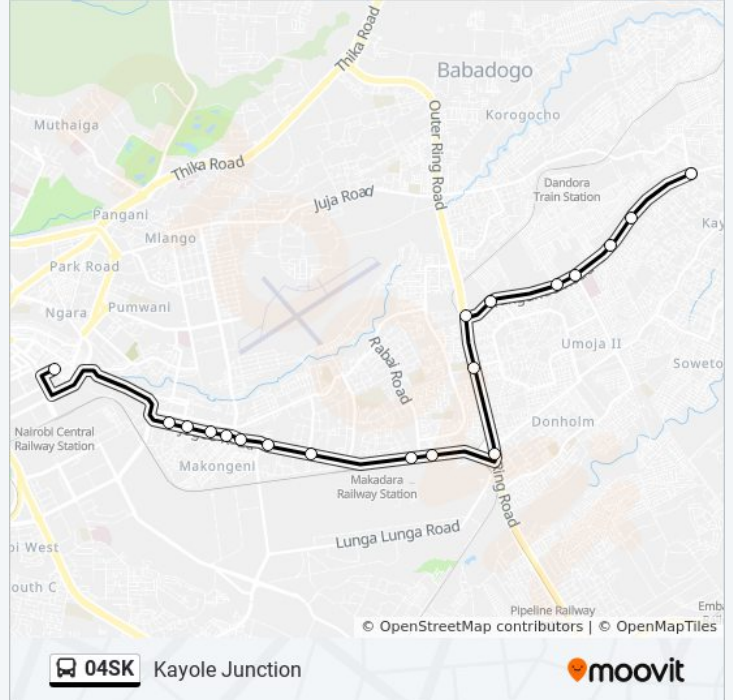 Thika Road
Babadogo
Outer Ring Road
Korogocho
Muthaiga
Thika Road
Juja Road
Dandora
Train Station
Pangani
Mlango
Kay
Park Road
Ngara
Pumwani
Rabai Road
Umoja II
Soweto
Donholm
Nairobi Central
Railway Station
Makongeni
Makadara
Railway Station
Ring Road
Lunga Lunga Road
bi West
outh C
Pipeline Railway
Emb
© OpenStreetMap contributors | © OpenMapTiles
04SK Kayole Junction
moovit